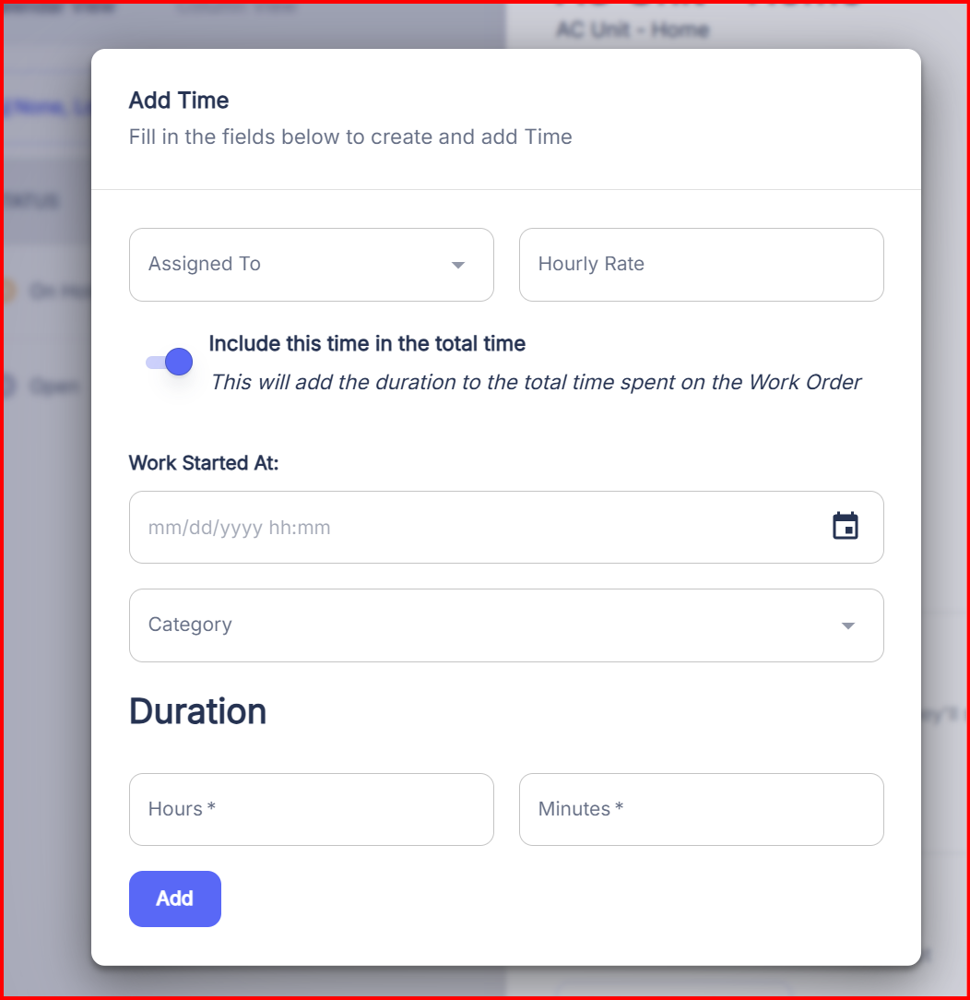 AC Unit - Home
Add Time
Fill in the fields below to create and add Time
Assigned To
Hourly Rate
Include this time in the total time
This will add the duration to the total time spent on the Work Order
Work Started At:
mm/dd/yyyy hh:mm
Category
Duration
Hours *
Minutes *
Add
Open